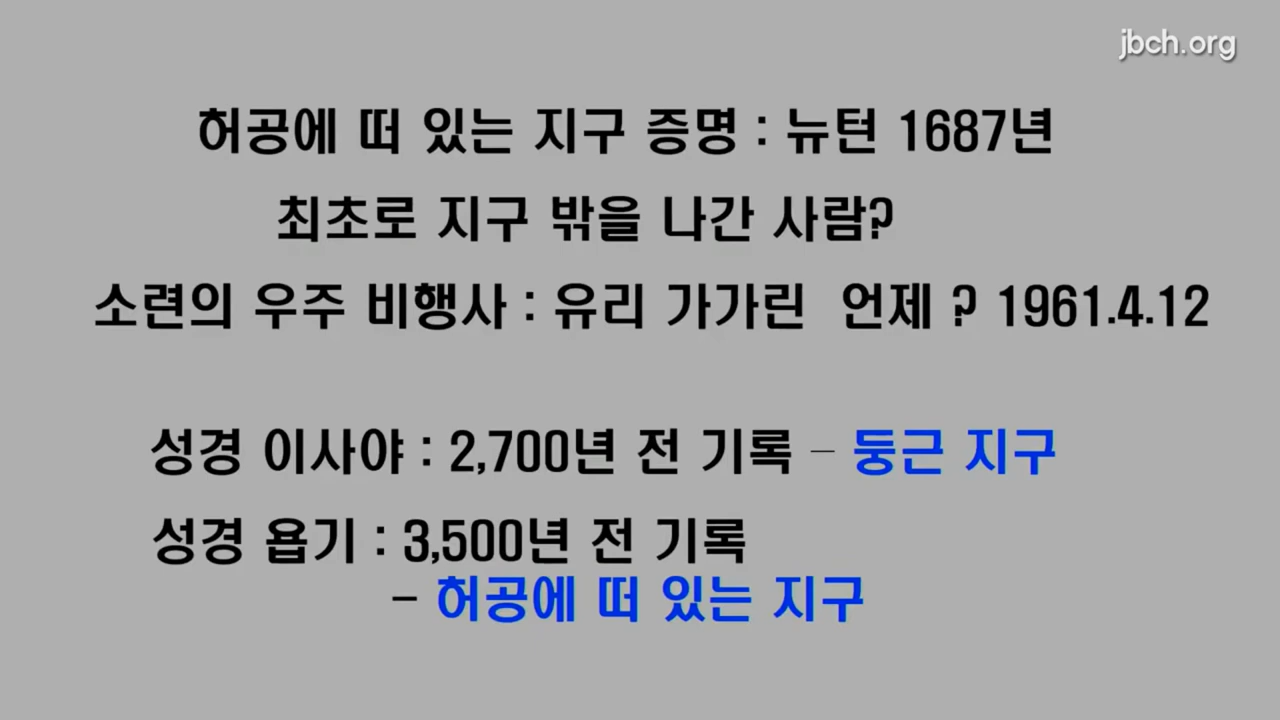 jbch.org
허공에 떠 있는 지구 증명 : 뉴턴 1687년
최초로 지구 밖을 나간 사람?
소련의 우주 비행사 : 유리 가가린 언제 ? 1961.4.12
성경 이사야 : 2,700년 전 기록 – 둥근 지구
성경 욥기 : 3,500년 전 기록
– 허공에 떠 있는 지구